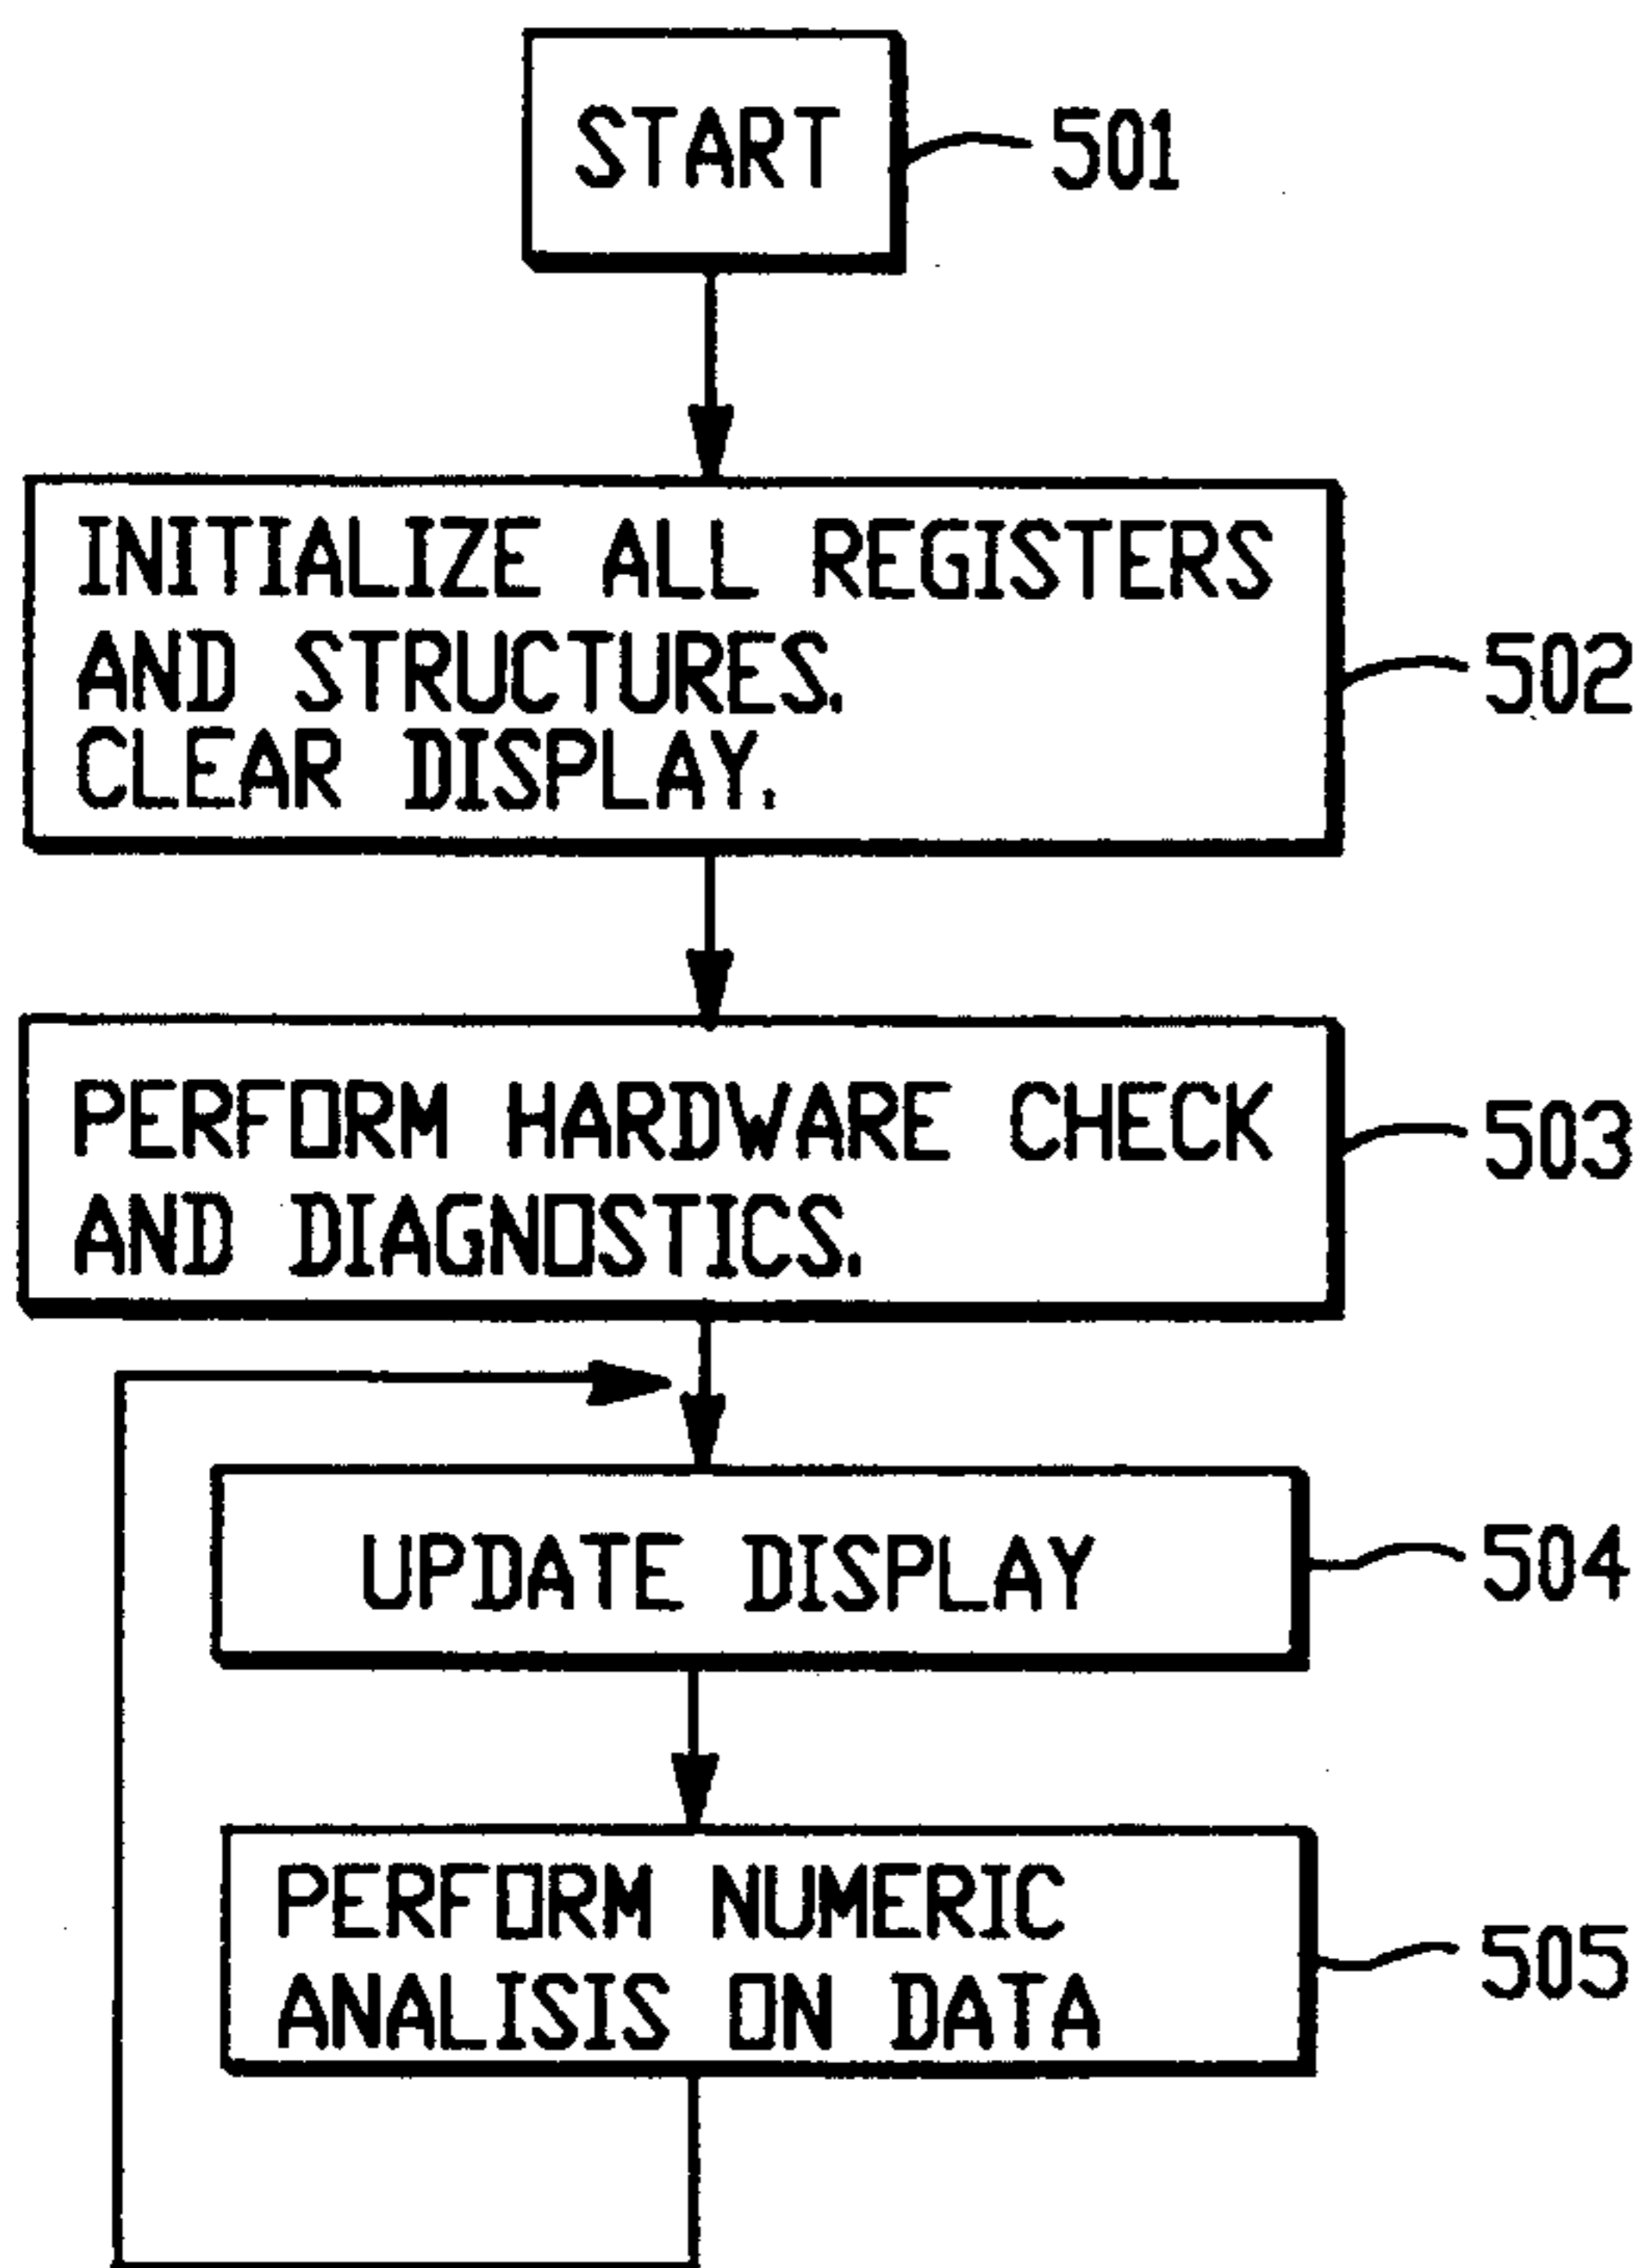 START
501
INITIALIZE ALL REGISTERS
AND STRUCTURES.
CLEAR DISPLAY.
502
PERFORM HARDWARE CHECK
AND DIAGNOSTICS.
503
UPDATE DISPLAY
504
PERFORM NUMERIC
ANALISIS ON DATA
505